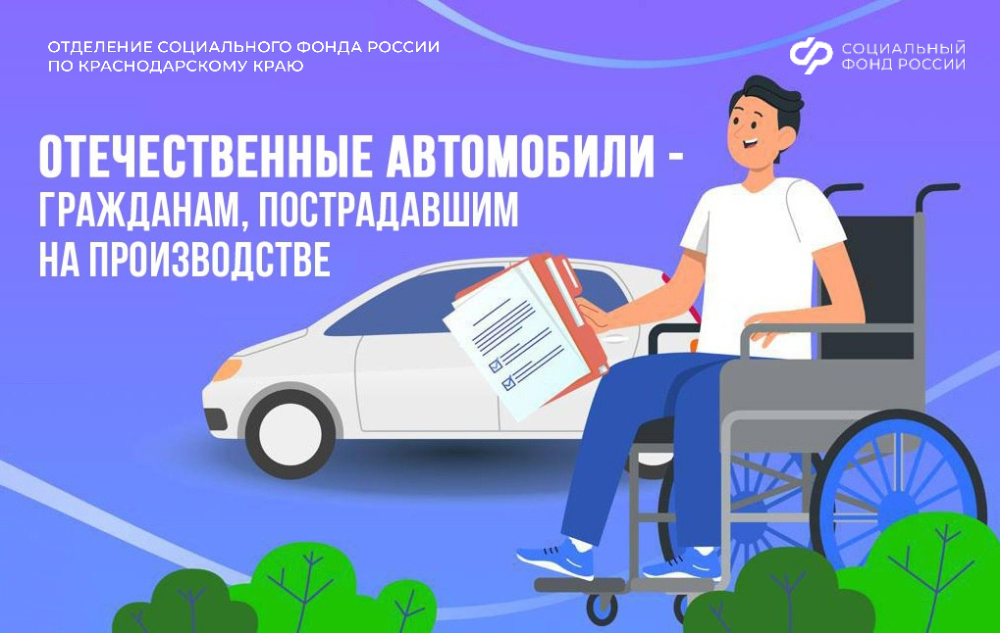 ОТДЕЛЕНИЕ СОЦИАЛЬНОГО ФОНДА РОССИИ
ПО КРАСНОДАРСКОМУ КРАЮ
СОЦИАЛЬНЫЙ
ФОНД РОССИИ
ОТЕЧЕСТВЕННЫЕ АВТОМОБИЛИ -
ГРАЖДАНАМ, ПОСТРАДАВШИМ
НА ПРОИЗВОДСТВЕ